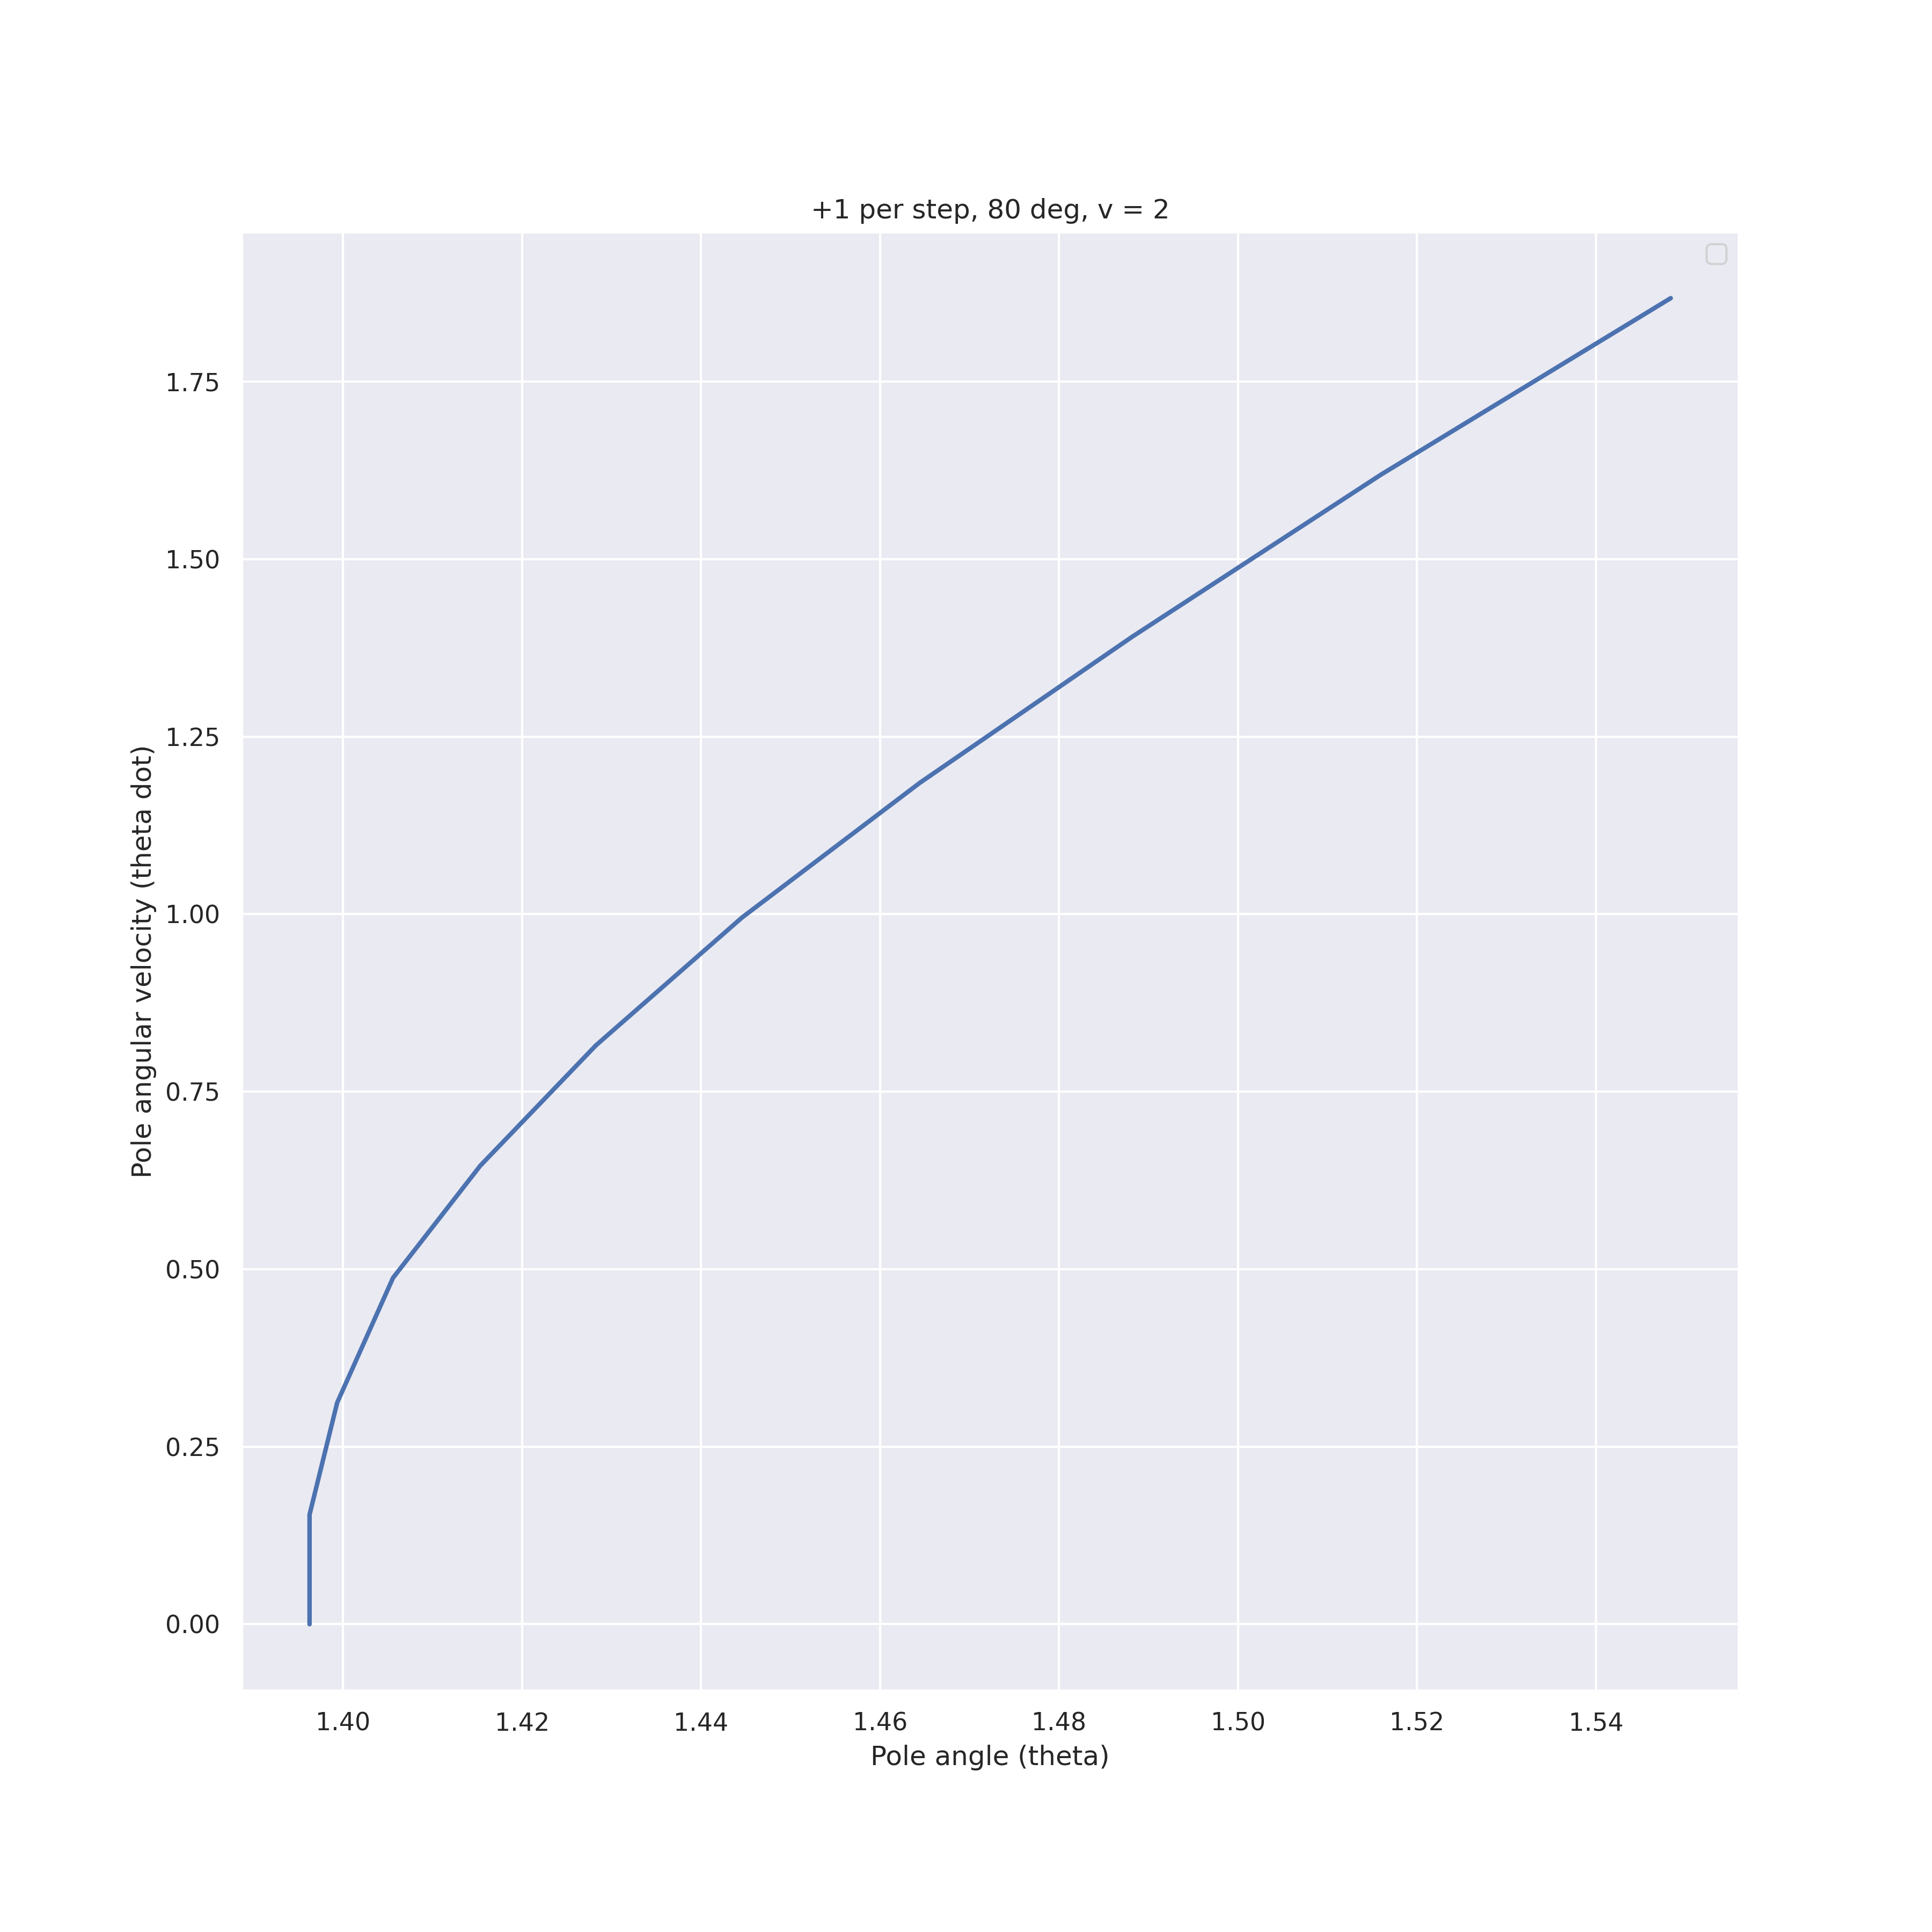 +1 per step, 80 deg, v = 2
Pole angular velocity (theta dot)
1.75
1.50
1.25
1.00
0.75
0.50
0.25
0.00
1.40 1.42 1.44 1.46 1.48 1.50 1.52 1.54
Pole angle (theta)